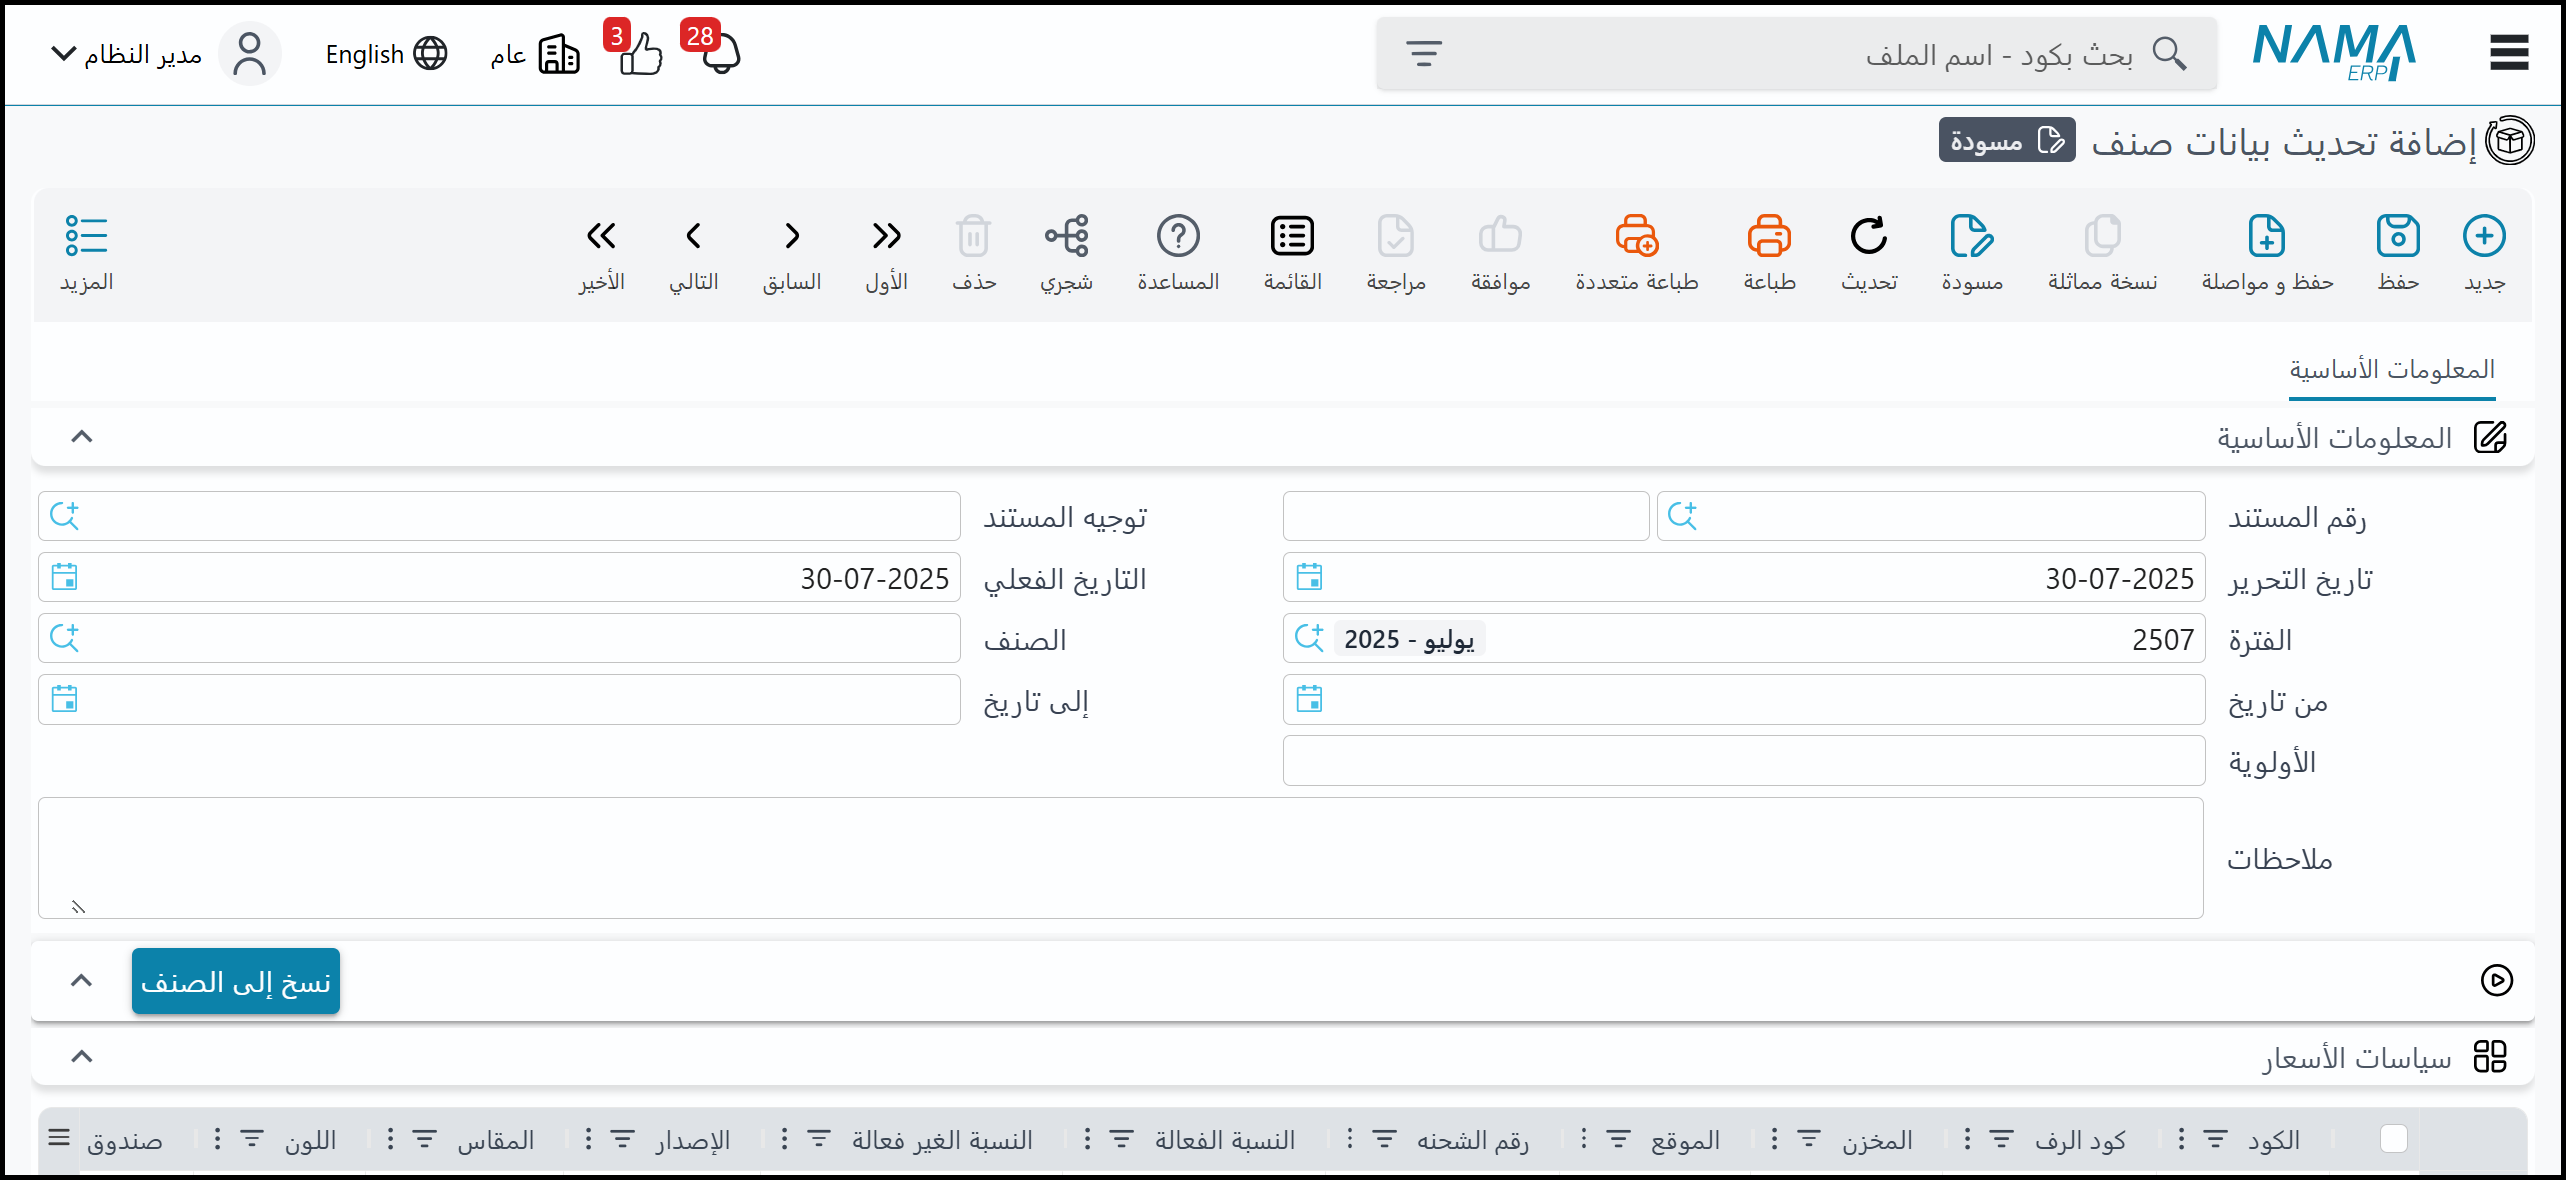 NAMA ERP
بحث بكود - اسم الملف
28
3
عام
English
مدير النظام
إضافة تحديث بيانات صنف
مسودة
جديد
حفظ
حفظ و مواصلة
نسخة مماثلة
مسودة
تحديث
طباعة
طباعة متعددة
موافقة
مراجعة
القائمة
المساعدة
شجري
حذف
الأول
السابق
التالي
الأخير
المزيد
المعلومات الأساسية
المعلومات الأساسية
رقم المستند
توجيه المستند
تاريخ التحرير 30-07-2025
التاريخ الفعلي 30-07-2025
الفترة 2507 يوليو - 2025
الصنف
من تاريخ
إلى تاريخ
الأولوية
ملاحظات
نسخ إلى الصنف
سياسات الأسعار
الكود
كود الرف
المخزن
الموقع
رقم الشحنه
النسبة الفعالة
النسبة الغير فعالة
الإصدار
المقاس
اللون
صندوق